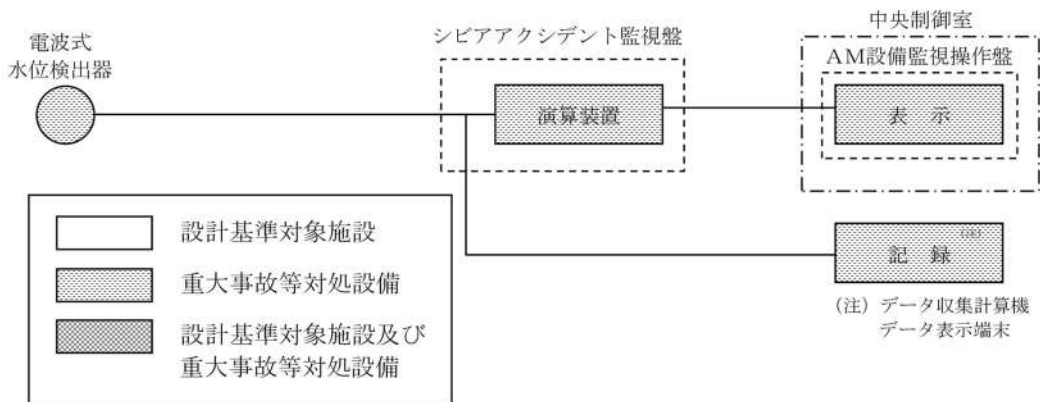 電波式
水位検出器
シビアアクシデント監視盤
演算装置
中央制御室
AM設備監視操作盤
表 示
記 録 (注)
(注) データ収集計算機
データ表示端末
設計基準対象施設
重大事故等対処設備
設計基準対象施設及び
重大事故等対処設備